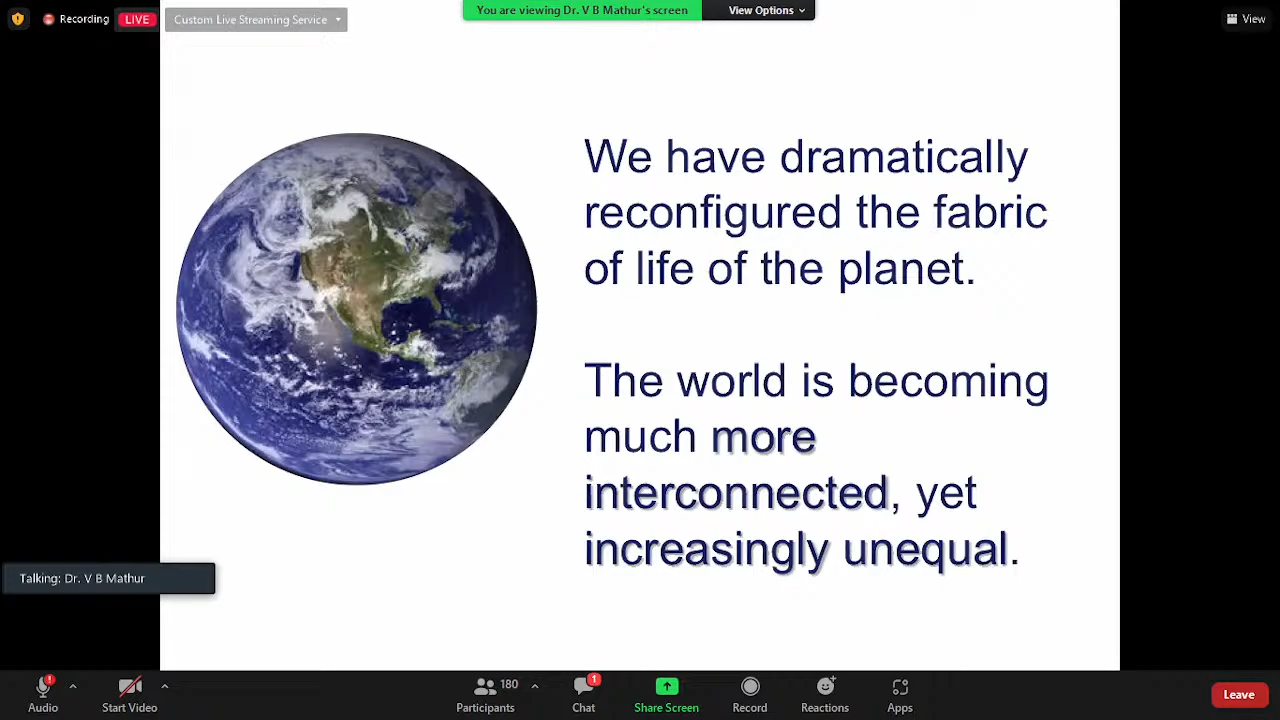 Recording
LIVE
Custom Live Streaming Service
You are viewing Dr. V B Mathur's screen
View Options
View
We have dramatically
reconfigured the fabric
of life of the planet.
The world is becoming
much more
interconnected, yet
increasingly unequal.
Talking: Dr. V B Mathur
Audio
Start Video
Participants
180
Chat
1
Share Screen
Record
Reactions
Apps
Leave